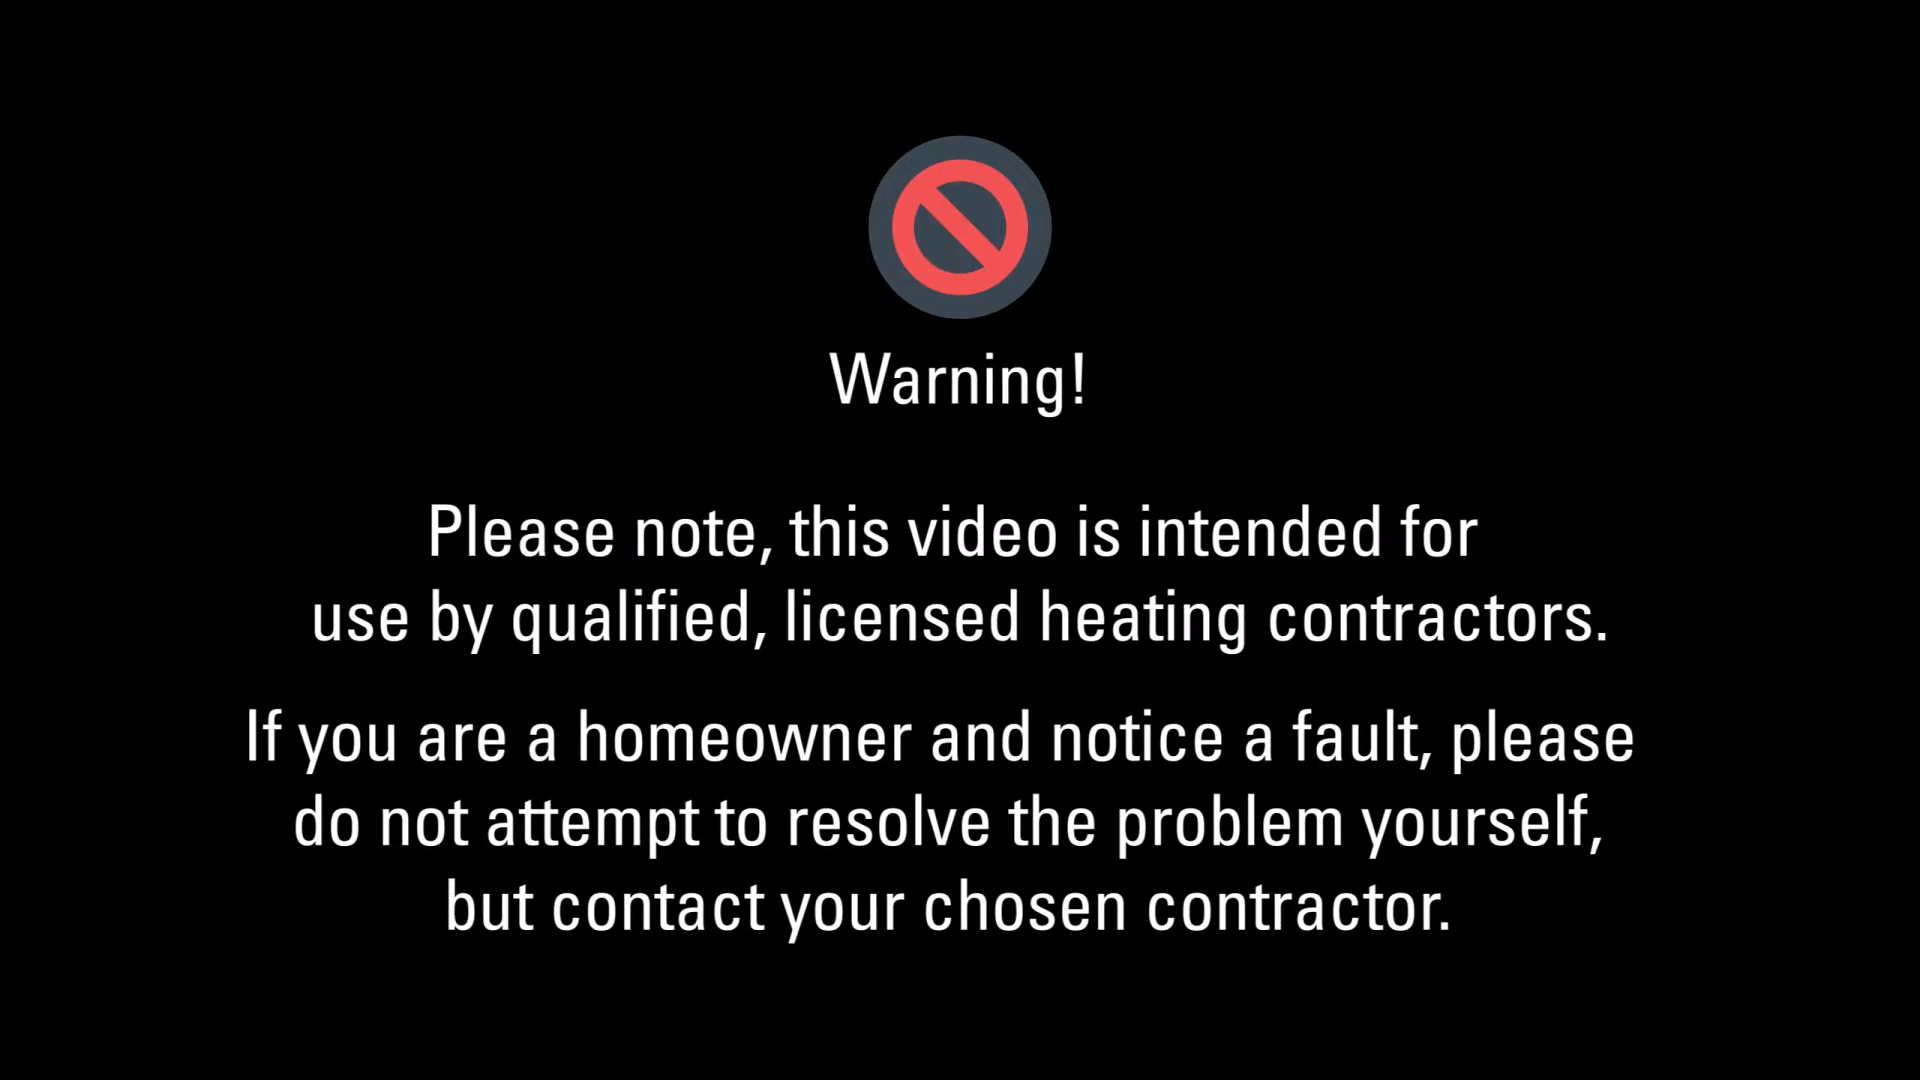 Warning!
Please note, this video is intended for
use by qualified, licensed heating contractors.
If you are a homeowner and notice a fault, please
do not attempt to resolve the problem yourself,
but contact your chosen contractor.